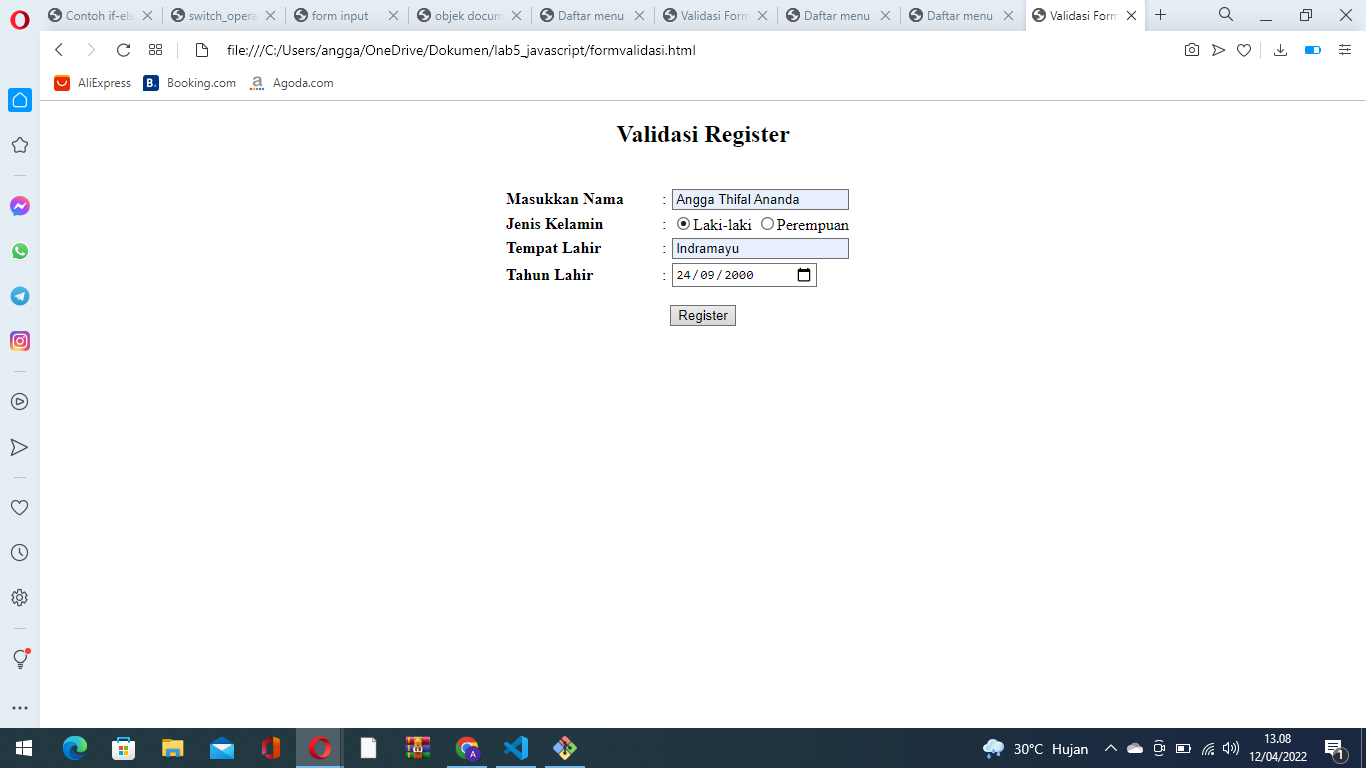 Contoh if-els
switch_opera
form input
objek docum
Daftar menu
Validasi Form
Daftar menu
Daftar menu
Validasi Form
file:///C:/Users/angga/OneDrive/Dokumen/lab5_javascript/formvalidasi.html
AliExpress
B. Booking.com
a Agoda.com
Validasi Register
Masukkan Nama : Angga Thifal Ananda
Jenis Kelamin : Laki-laki Perempuan
Tempat Lahir : Indramayu
Tahun Lahir : 24/09/2000
Register
A
30°C Hujan
13.08
12/04/2022
1